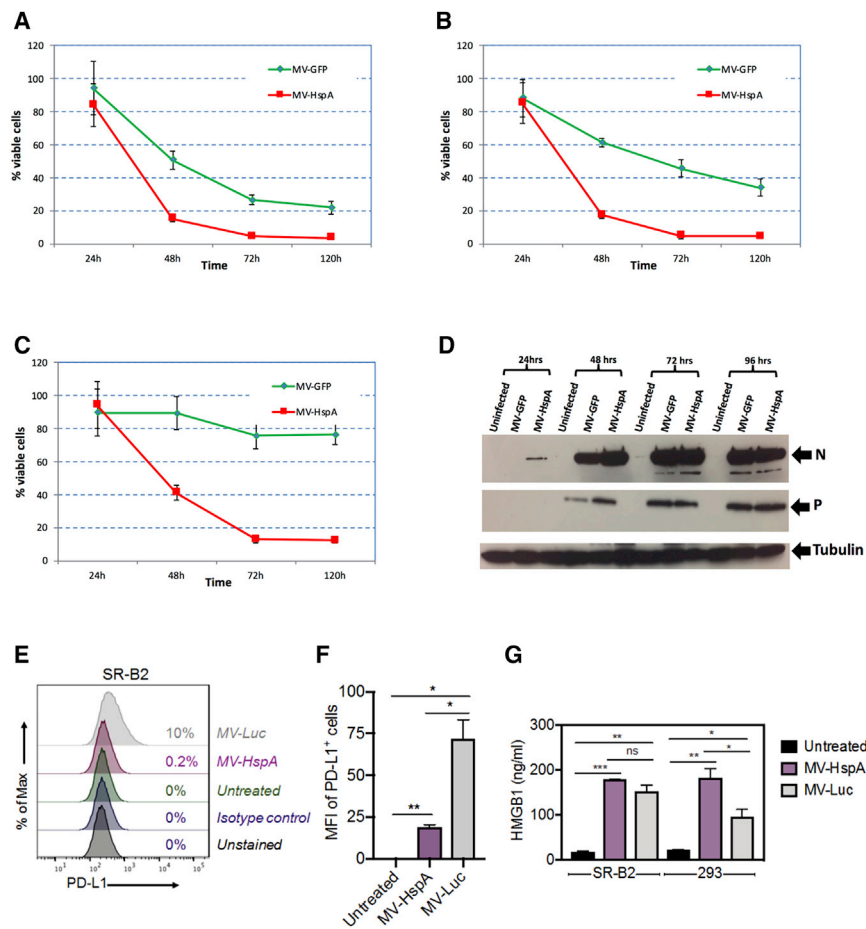 A
120
100
80
60
40
20
0
% viable cells
MV-GFP
MV-HspA
24h
48h
72h
120h
Time
B
120
100
80
60
40
20
0
% viable cells
MV-GFP
MV-HspA
24h
48h
72h
120h
Time
C
120
100
80
60
40
20
0
% viable cells
MV-GFP
MV-HspA
24h
48h
72h
120h
Time
D
24hrs
48 hrs
72 hrs
96 hrs
Uninfected
MV-GFP
MV-HspA
Uninfected
MV-GFP
MV-HspA
Uninfected
MV-GFP
MV-HspA
Uninfected
MV-GFP
MV-HspA
N
P
Tubulin
E
SR-B2
% of Max
10% MV-Luc
0.2% MV-HspA
0% Untreated
0% Isotype control
0% Unstained
10¹ 10² 10³ 10⁴ 10⁵
PD-L1
F
MFI of PD-L1⁺ cells
100
75
50
25
0
*
*
**
Untreated
MV-HspA
MV-Luc
G
HMGB1 (ng/ml)
300
200
100
0
**
ns
***
*
**
*
SR-B2
293
Untreated
MV-HspA
MV-Luc